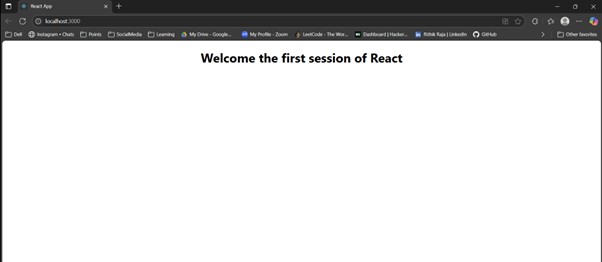 React App
localhost:3000
Dell
Instagram • Chats
Points
SocialMedia
Learning
My Drive - Google...
My Profile - Zoom
LeetCode - The Wor...
Dashboard | Hacker...
Rithik Raja | LinkedIn
GitHub
Other favorites
Welcome the first session of React